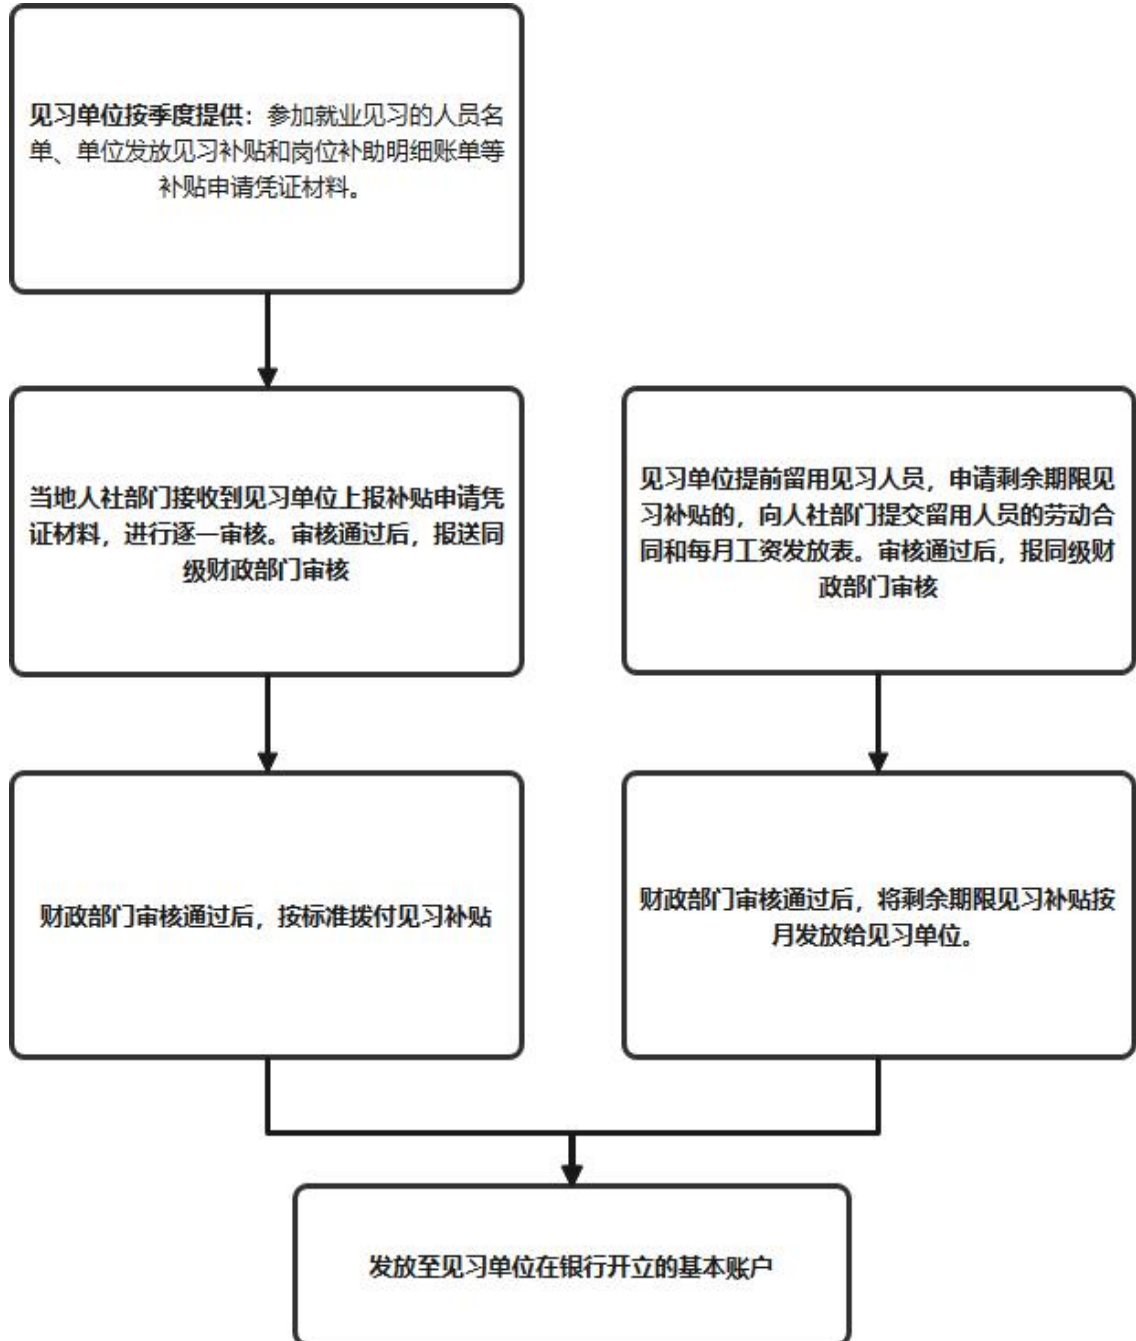 见习单位按季度提供：参加就业见习的人员名
单、单位发放见习补贴和岗位补助明细账单等
补贴申请凭证材料。
当地人社部门接收到见习单位上报补贴申请凭
证材料，进行逐一审核。审核通过后，报送同
级财政部门审核
见习单位提前留用见习人员，申请剩余期限见
习补贴的，向人社部门提交留用人员的劳动合
同和每月工资发放表。审核通过后，报同级财
政部门审核
财政部门审核通过后，按标准拨付见习补贴
财政部门审核通过后，将剩余期限见习补贴按
月发放给见习单位。
发放至见习单位在银行开立的基本账户